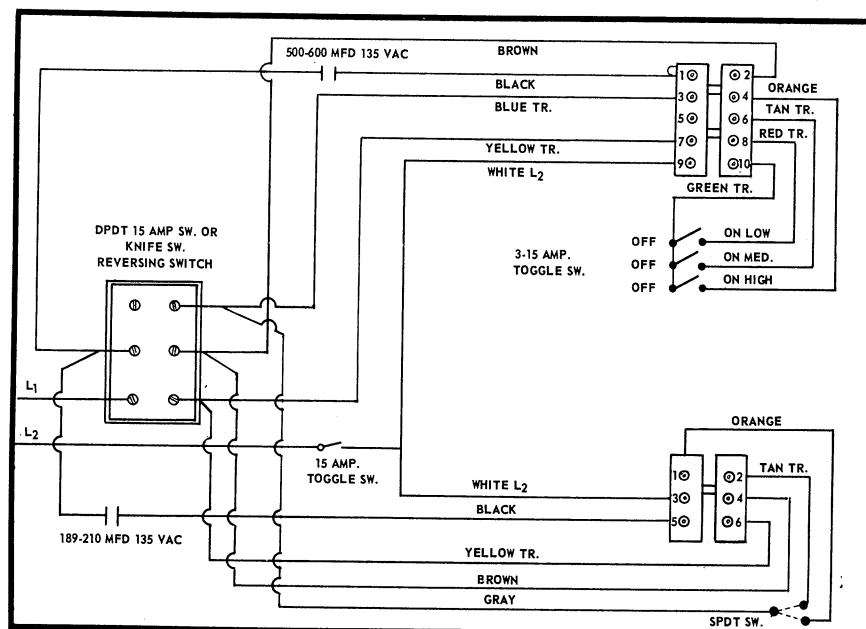 500-600 MFD 135 VAC
BROWN
BLACK
BLUE TR.
YELLOW TR.
WHITE L2
1
2
3
4
5
6
7
8
9
10
ORANGE
TAN TR.
RED TR.
GREEN TR.
DPDT 15 AMP SW. OR
KNIFE SW.
REVERSING SWITCH
3-15 AMP.
TOGGLE SW.
OFF
ON LOW
OFF
ON MED.
OFF
ON HIGH
L1
L2
15 AMP.
TOGGLE SW.
ORANGE
TAN TR.
1
2
3
4
5
6
WHITE L2
BLACK
189-210 MFD 135 VAC
YELLOW TR.
BROWN
GRAY
SPDT SW.